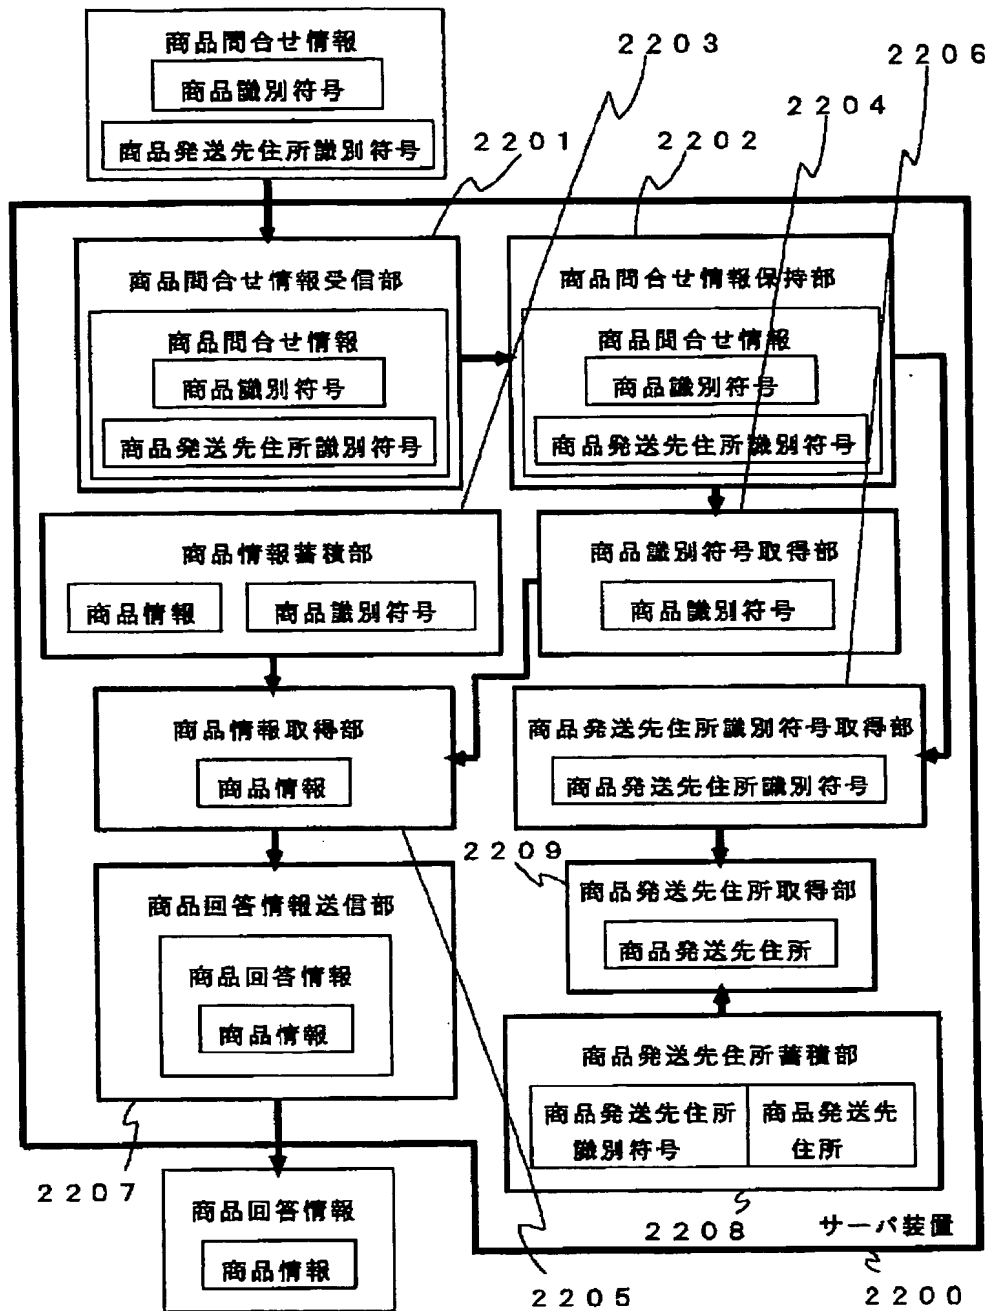 商品問合せ情報
商品識別符号
商品発送先住所識別符号
2203
2206
2204
2201
2202
商品問合せ情報受信部
商品問合せ情報
商品識別符号
商品発送先住所識別符号
商品問合せ情報保持部
商品問合せ情報
商品識別符号
商品発送先住所識別符号
商品情報蓄積部
商品情報
商品識別符号
商品識別符号取得部
商品識別符号
商品情報取得部
商品情報
商品発送先住所識別符号取得部
商品発送先住所識別符号
2209
商品回答情報送信部
商品回答情報
商品情報
商品発送先住所取得部
商品発送先住所
商品発送先住所蓄積部
商品発送先住所
識別符号
商品発送先
住所
2207
商品回答情報
商品情報
2208
サーバ装置
2205
2200